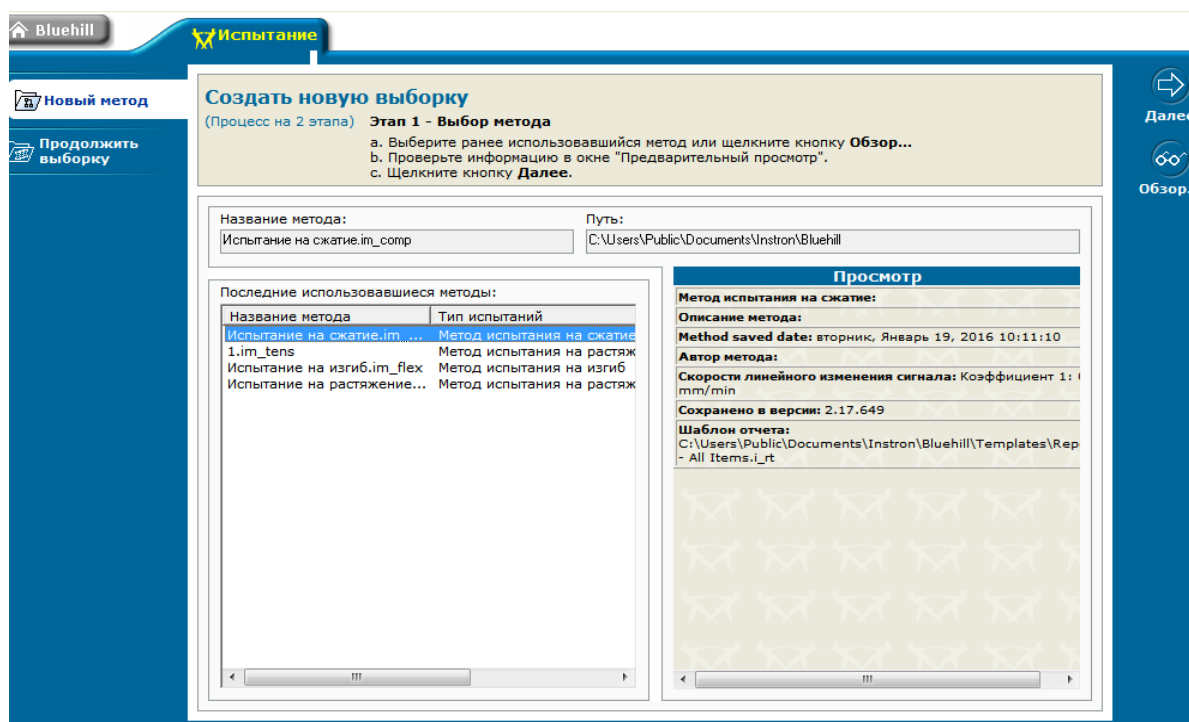 Bluehill
Испытание
Новый метод
Продолжить
выборку
Создать новую выборку
(Процесс на 2 этапа) Этап 1 - Выбор метода
a. Выберите ранее использовавшийся метод или щелкните кнопку Обзор...
b. Проверьте информацию в окне "Предварительный просмотр".
c. Щелкните кнопку Далее.
Название метода: Путь:
Испытание на сжатие.im_comp C:\Users\Public\Documents\Instron\Bluehill
Последние использовавшиеся методы:
Название метода Тип испытаний
Испытание на сжатие.im_... Метод испытания на сжатие
1.im_tens Метод испытания на растяж
Испытание на изгиб.im_flex Метод испытания на изгиб
Испытание на растяжение... Метод испытания на растяж
Просмотр
Метод испытания на сжатие:
Описание метода:
Method saved date: вторник, Январь 19, 2016 10:11:10
Автор метода:
Скорости линейного изменения сигнала: Коэффициент 1:
mm/min
Сохранено в версии: 2.17.649
Шаблон отчета:
C:\Users\Public\Documents\Instron\Bluehill\Templates\Rep
- All Items.i_rt
Далее
Обзор.